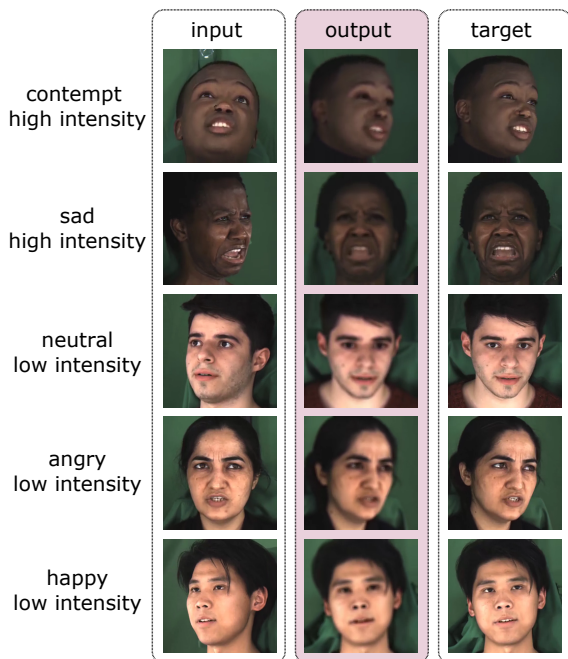 input output target
contempt
high intensity
sad
high intensity
neutral
low intensity
angry
low intensity
happy
low intensity